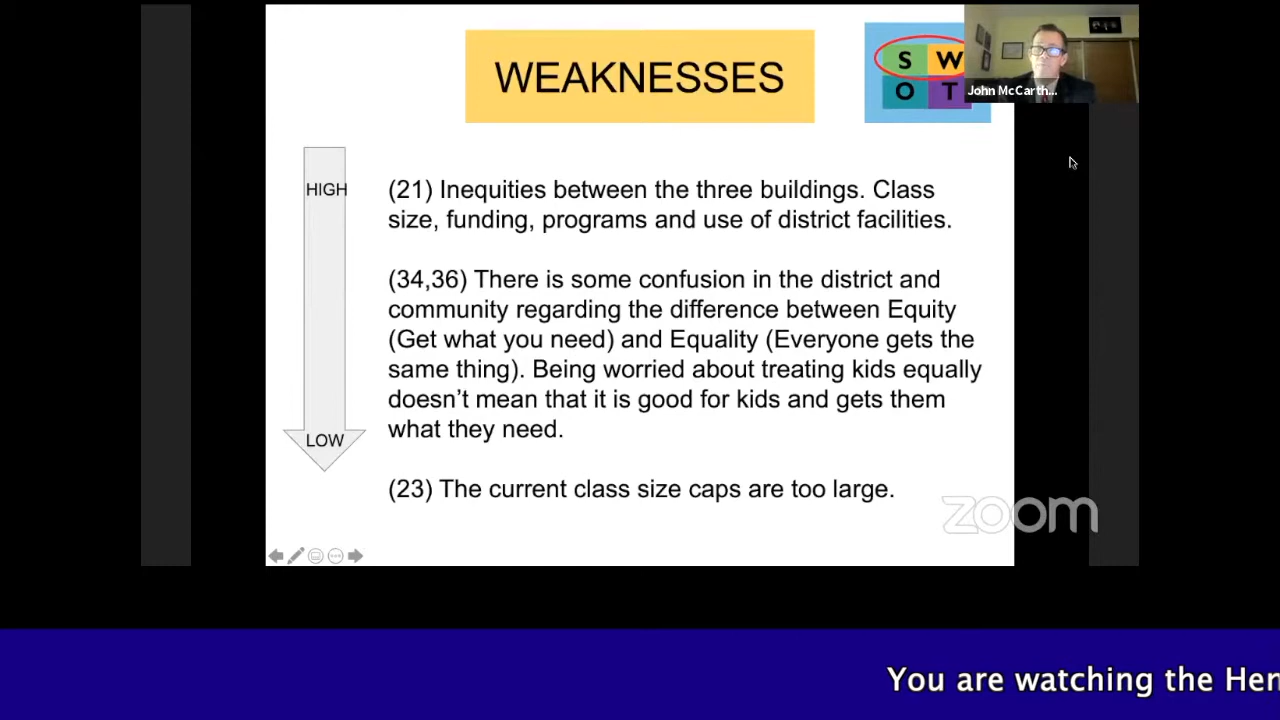 WEAKNESSES
S W
O T
John McCarth...
HIGH
(21) Inequities between the three buildings. Class
size, funding, programs and use of district facilities.
(34,36) There is some confusion in the district and
community regarding the difference between Equity
(Get what you need) and Equality (Everyone gets the
same thing). Being worried about treating kids equally
doesn’t mean that it is good for kids and gets them
what they need.
LOW
(23) The current class size caps are too large.
zoom
You are watching the Hen